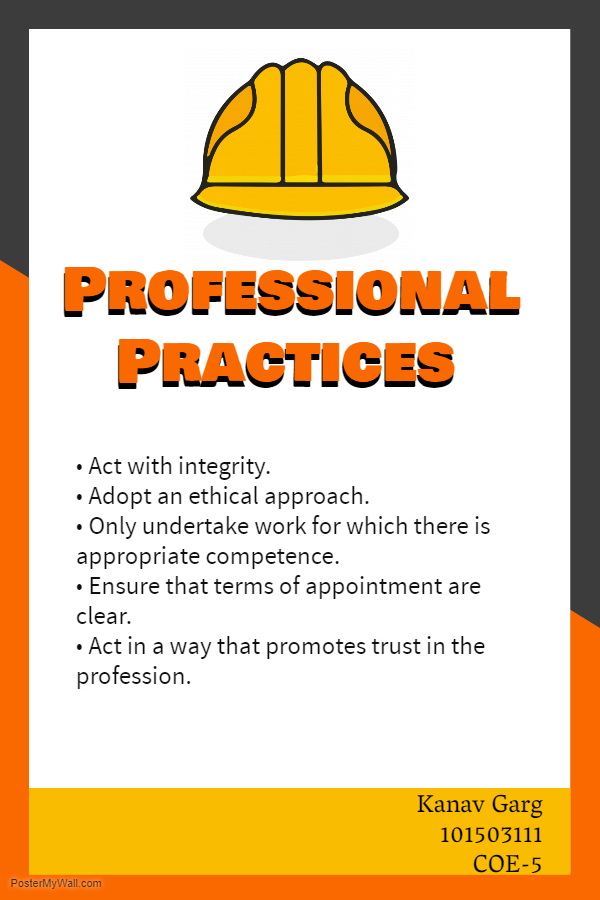 Professional
Practices
• Act with integrity.
• Adopt an ethical approach.
• Only undertake work for which there is
appropriate competence.
• Ensure that terms of appointment are
clear.
• Act in a way that promotes trust in the
profession.
Kanav Garg
101503111
COE-5
PosterMyWall.com